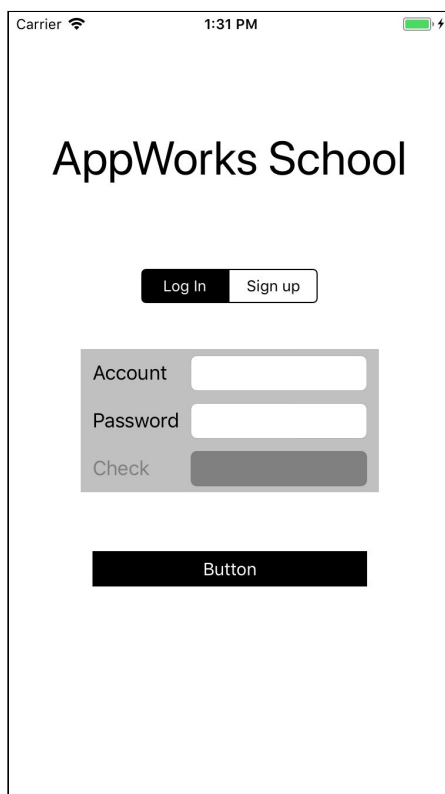 Carrier 1:31 PM
AppWorks School
Log In Sign up
Account
Password
Check
Button